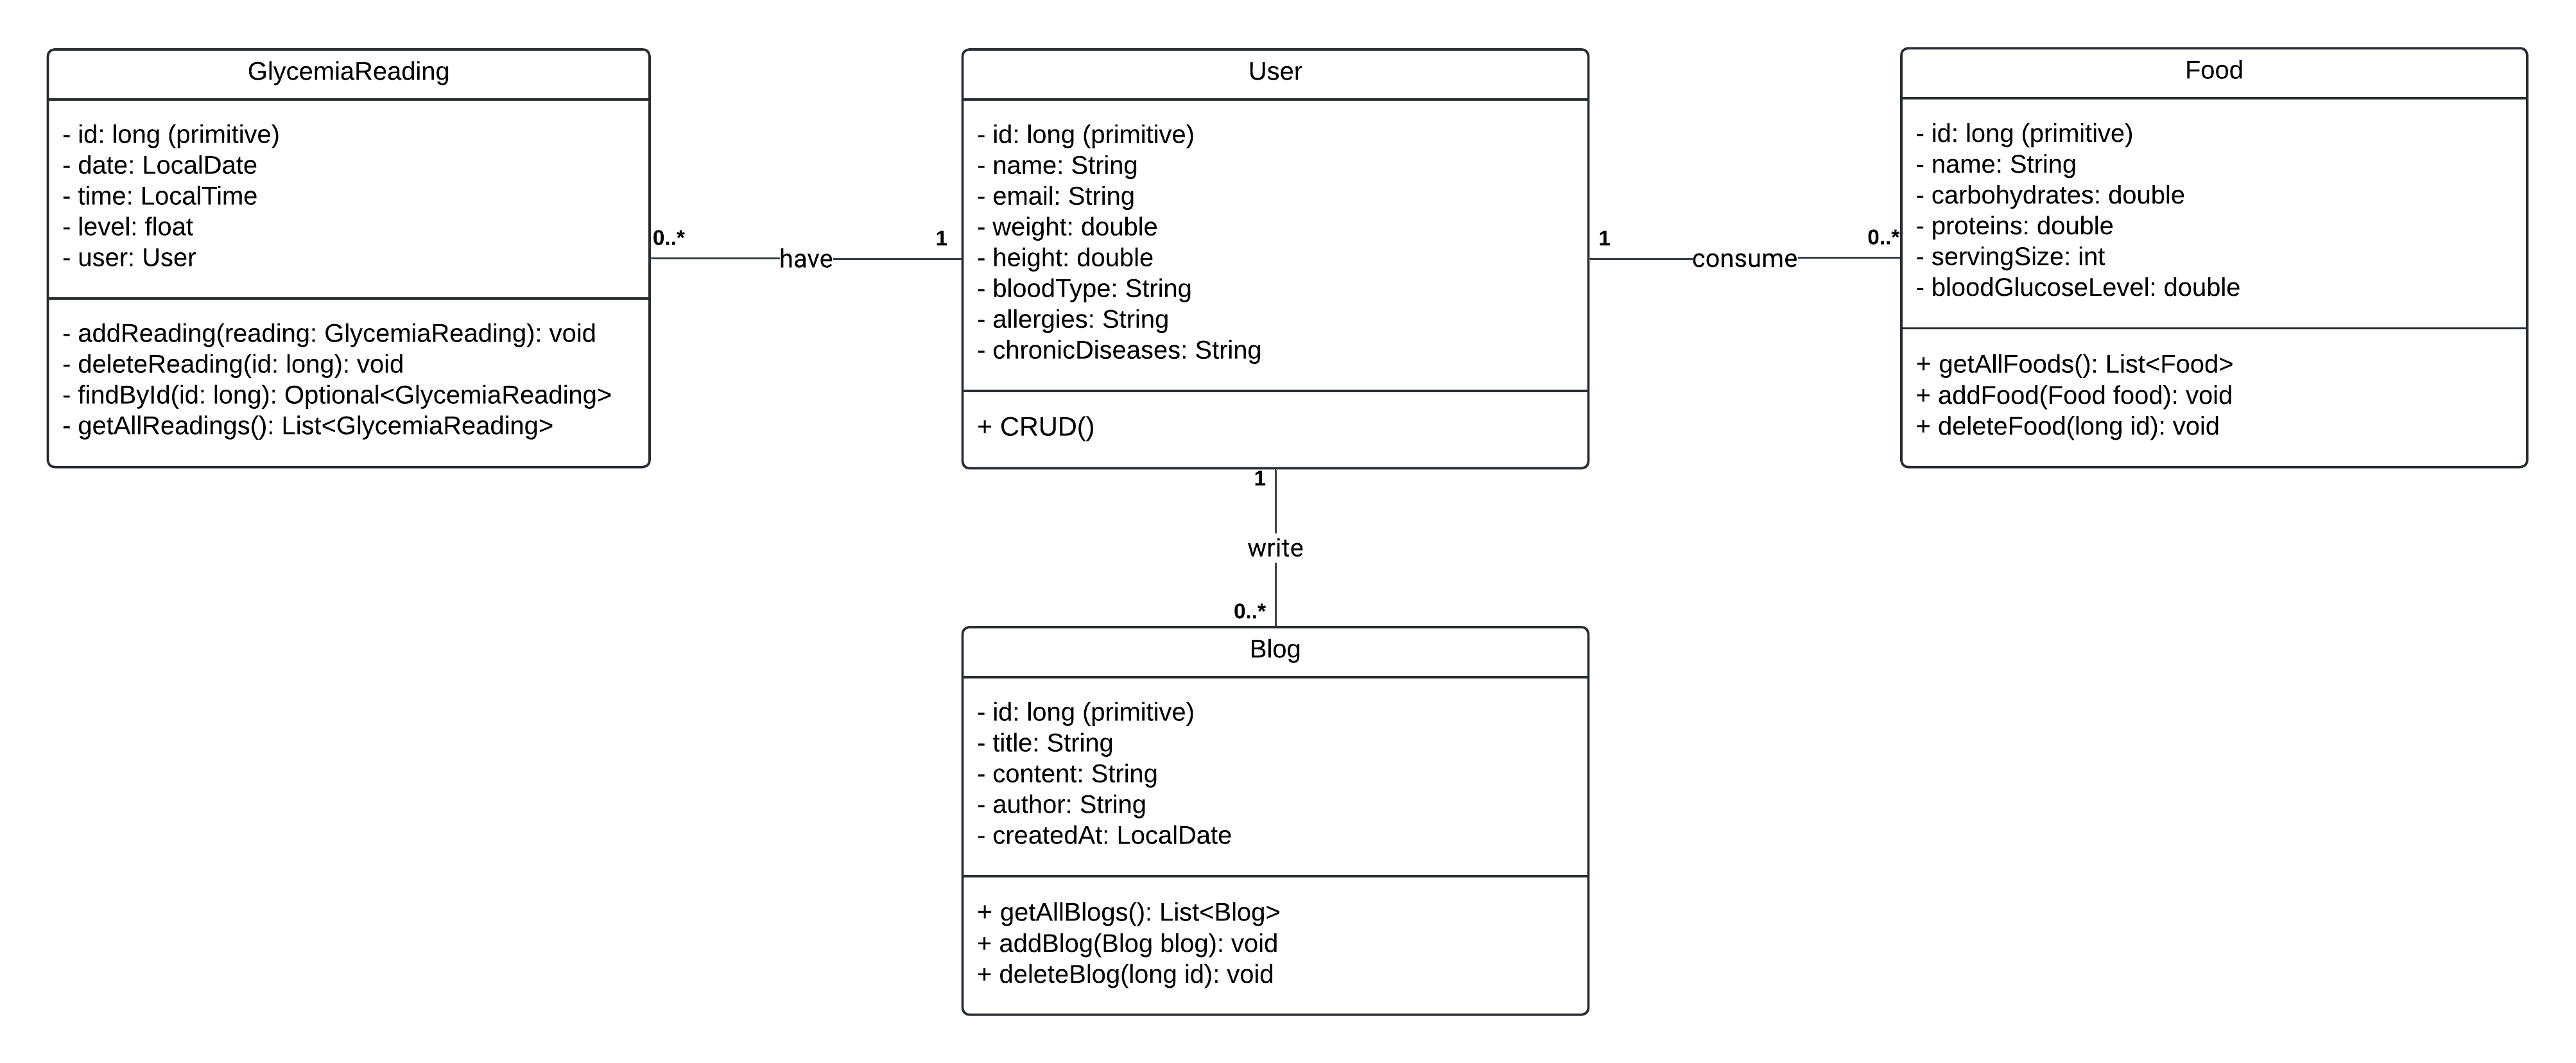 GlycemiaReading
- id: long (primitive)
- date: LocalDate
- time: LocalTime
- level: float
- user: User
- addReading(reading: GlycemiaReading): void
- deleteReading(id: long): void
- findById(id: long): Optional<GlycemiaReading>
- getAllReadings(): List<GlycemiaReading>
0..*
have
1
User
- id: long (primitive)
- name: String
- email: String
- weight: double
- height: double
- bloodType: String
- allergies: String
- chronicDiseases: String
+ CRUD()
1
consume
0..*
Food
- id: long (primitive)
- name: String
- carbohydrates: double
- proteins: double
- servingSize: int
- bloodGlucoseLevel: double
+ getAllFoods(): List<Food>
+ addFood(Food food): void
+ deleteFood(long id): void
1
write
0..*
Blog
- id: long (primitive)
- title: String
- content: String
- author: String
- createdAt: LocalDate
+ getAllBlogs(): List<Blog>
+ addBlog(Blog blog): void
+ deleteBlog(long id): void